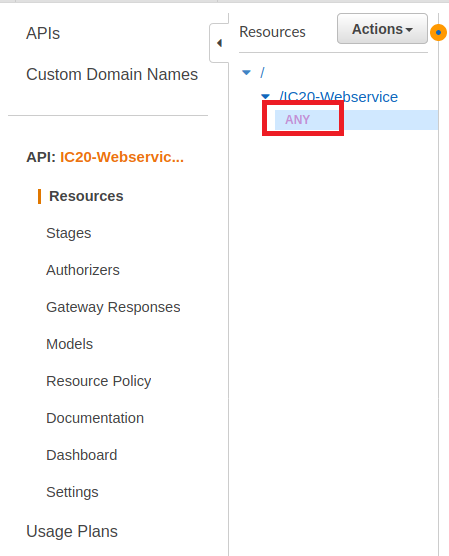 APIs
Custom Domain Names
API: IC20-Webservic...
Resources
Stages
Authorizers
Gateway Responses
Models
Resource Policy
Documentation
Dashboard
Settings
Usage Plans
Resources Actions
/
/IC20-Webservice
ANY